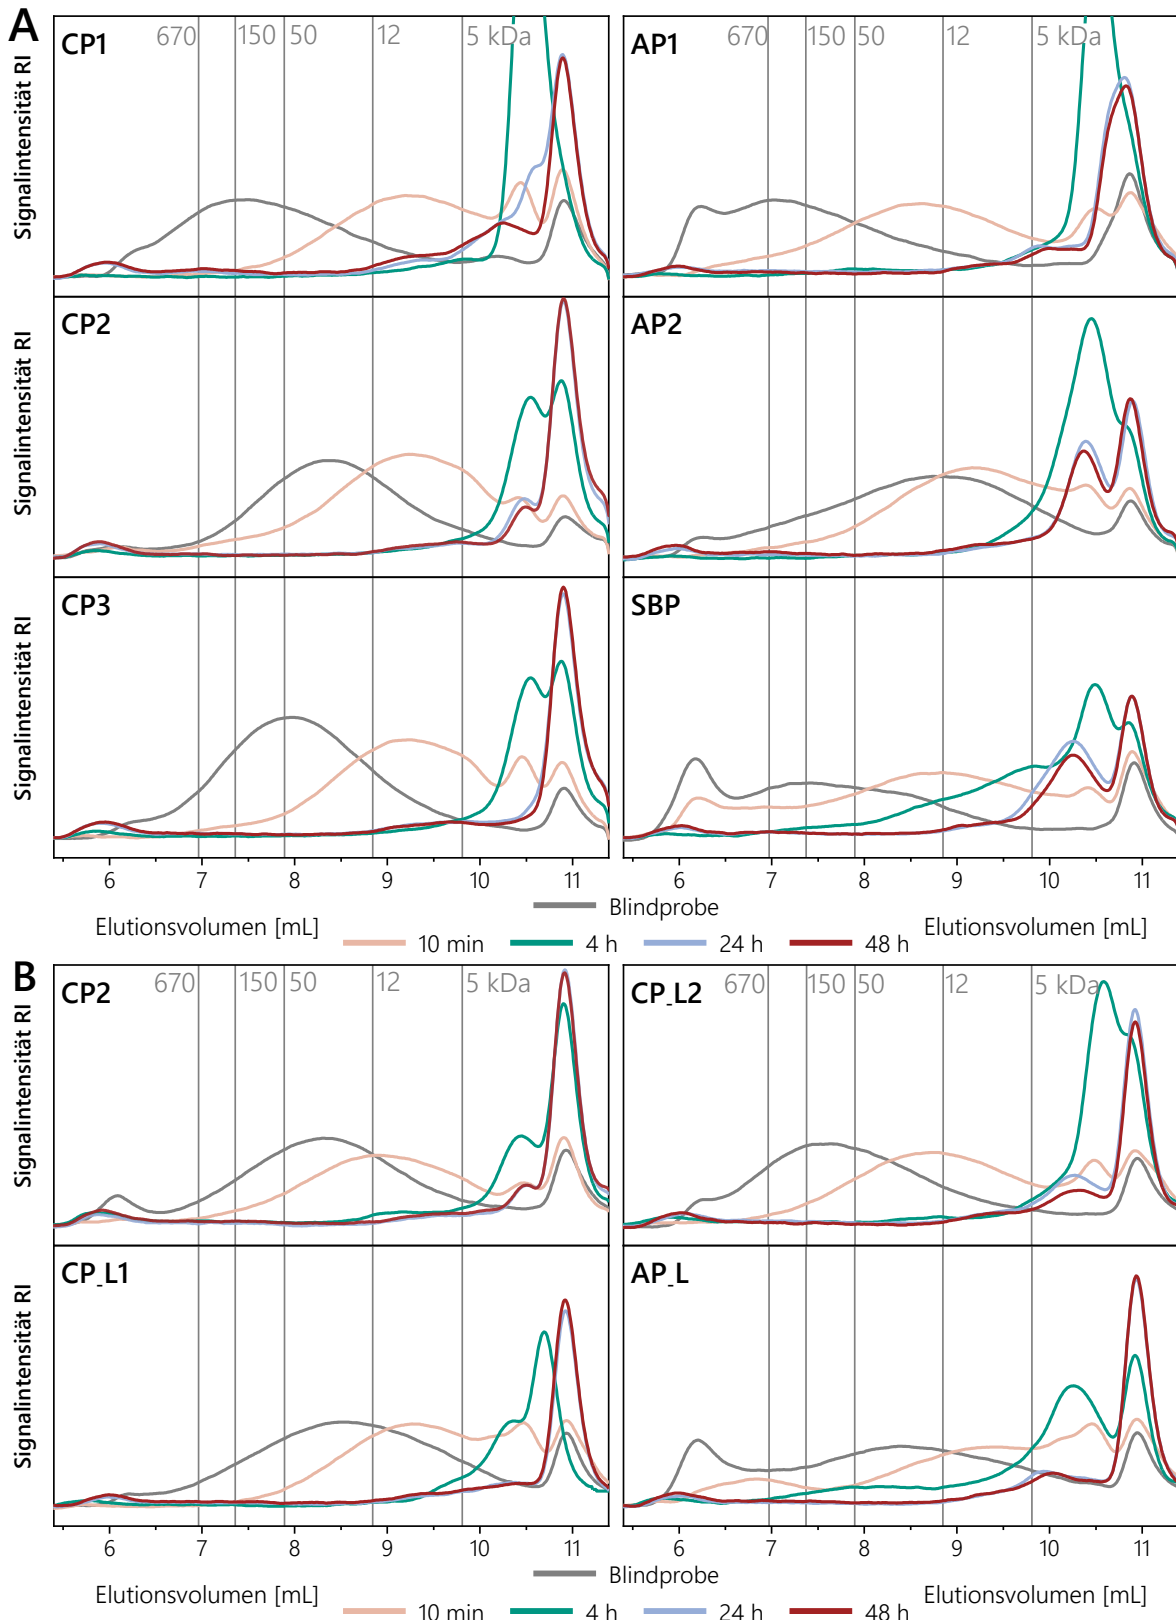 A
CP1
670 150 50 12 5 kDa
AP1
670 150 50 12 5 kDa
Signalintensität RI
CP2
AP2
Signalintensität RI
CP3
SBP
Signalintensität RI
6 7 8 9 10 11
6 7 8 9 10 11
Elutionsvolumen [mL]
Blindprobe
Elutionsvolumen [mL]
10 min 4 h 24 h 48 h
B
CP2
670 150 50 12 5 kDa
CP_L2
670 150 50 12 5 kDa
Signalintensität RI
CP_L1
AP_L
Signalintensität RI
6 7 8 9 10 11
6 7 8 9 10 11
Elutionsvolumen [mL]
Blindprobe
Elutionsvolumen [mL]
10 min 4 h 24 h 48 h